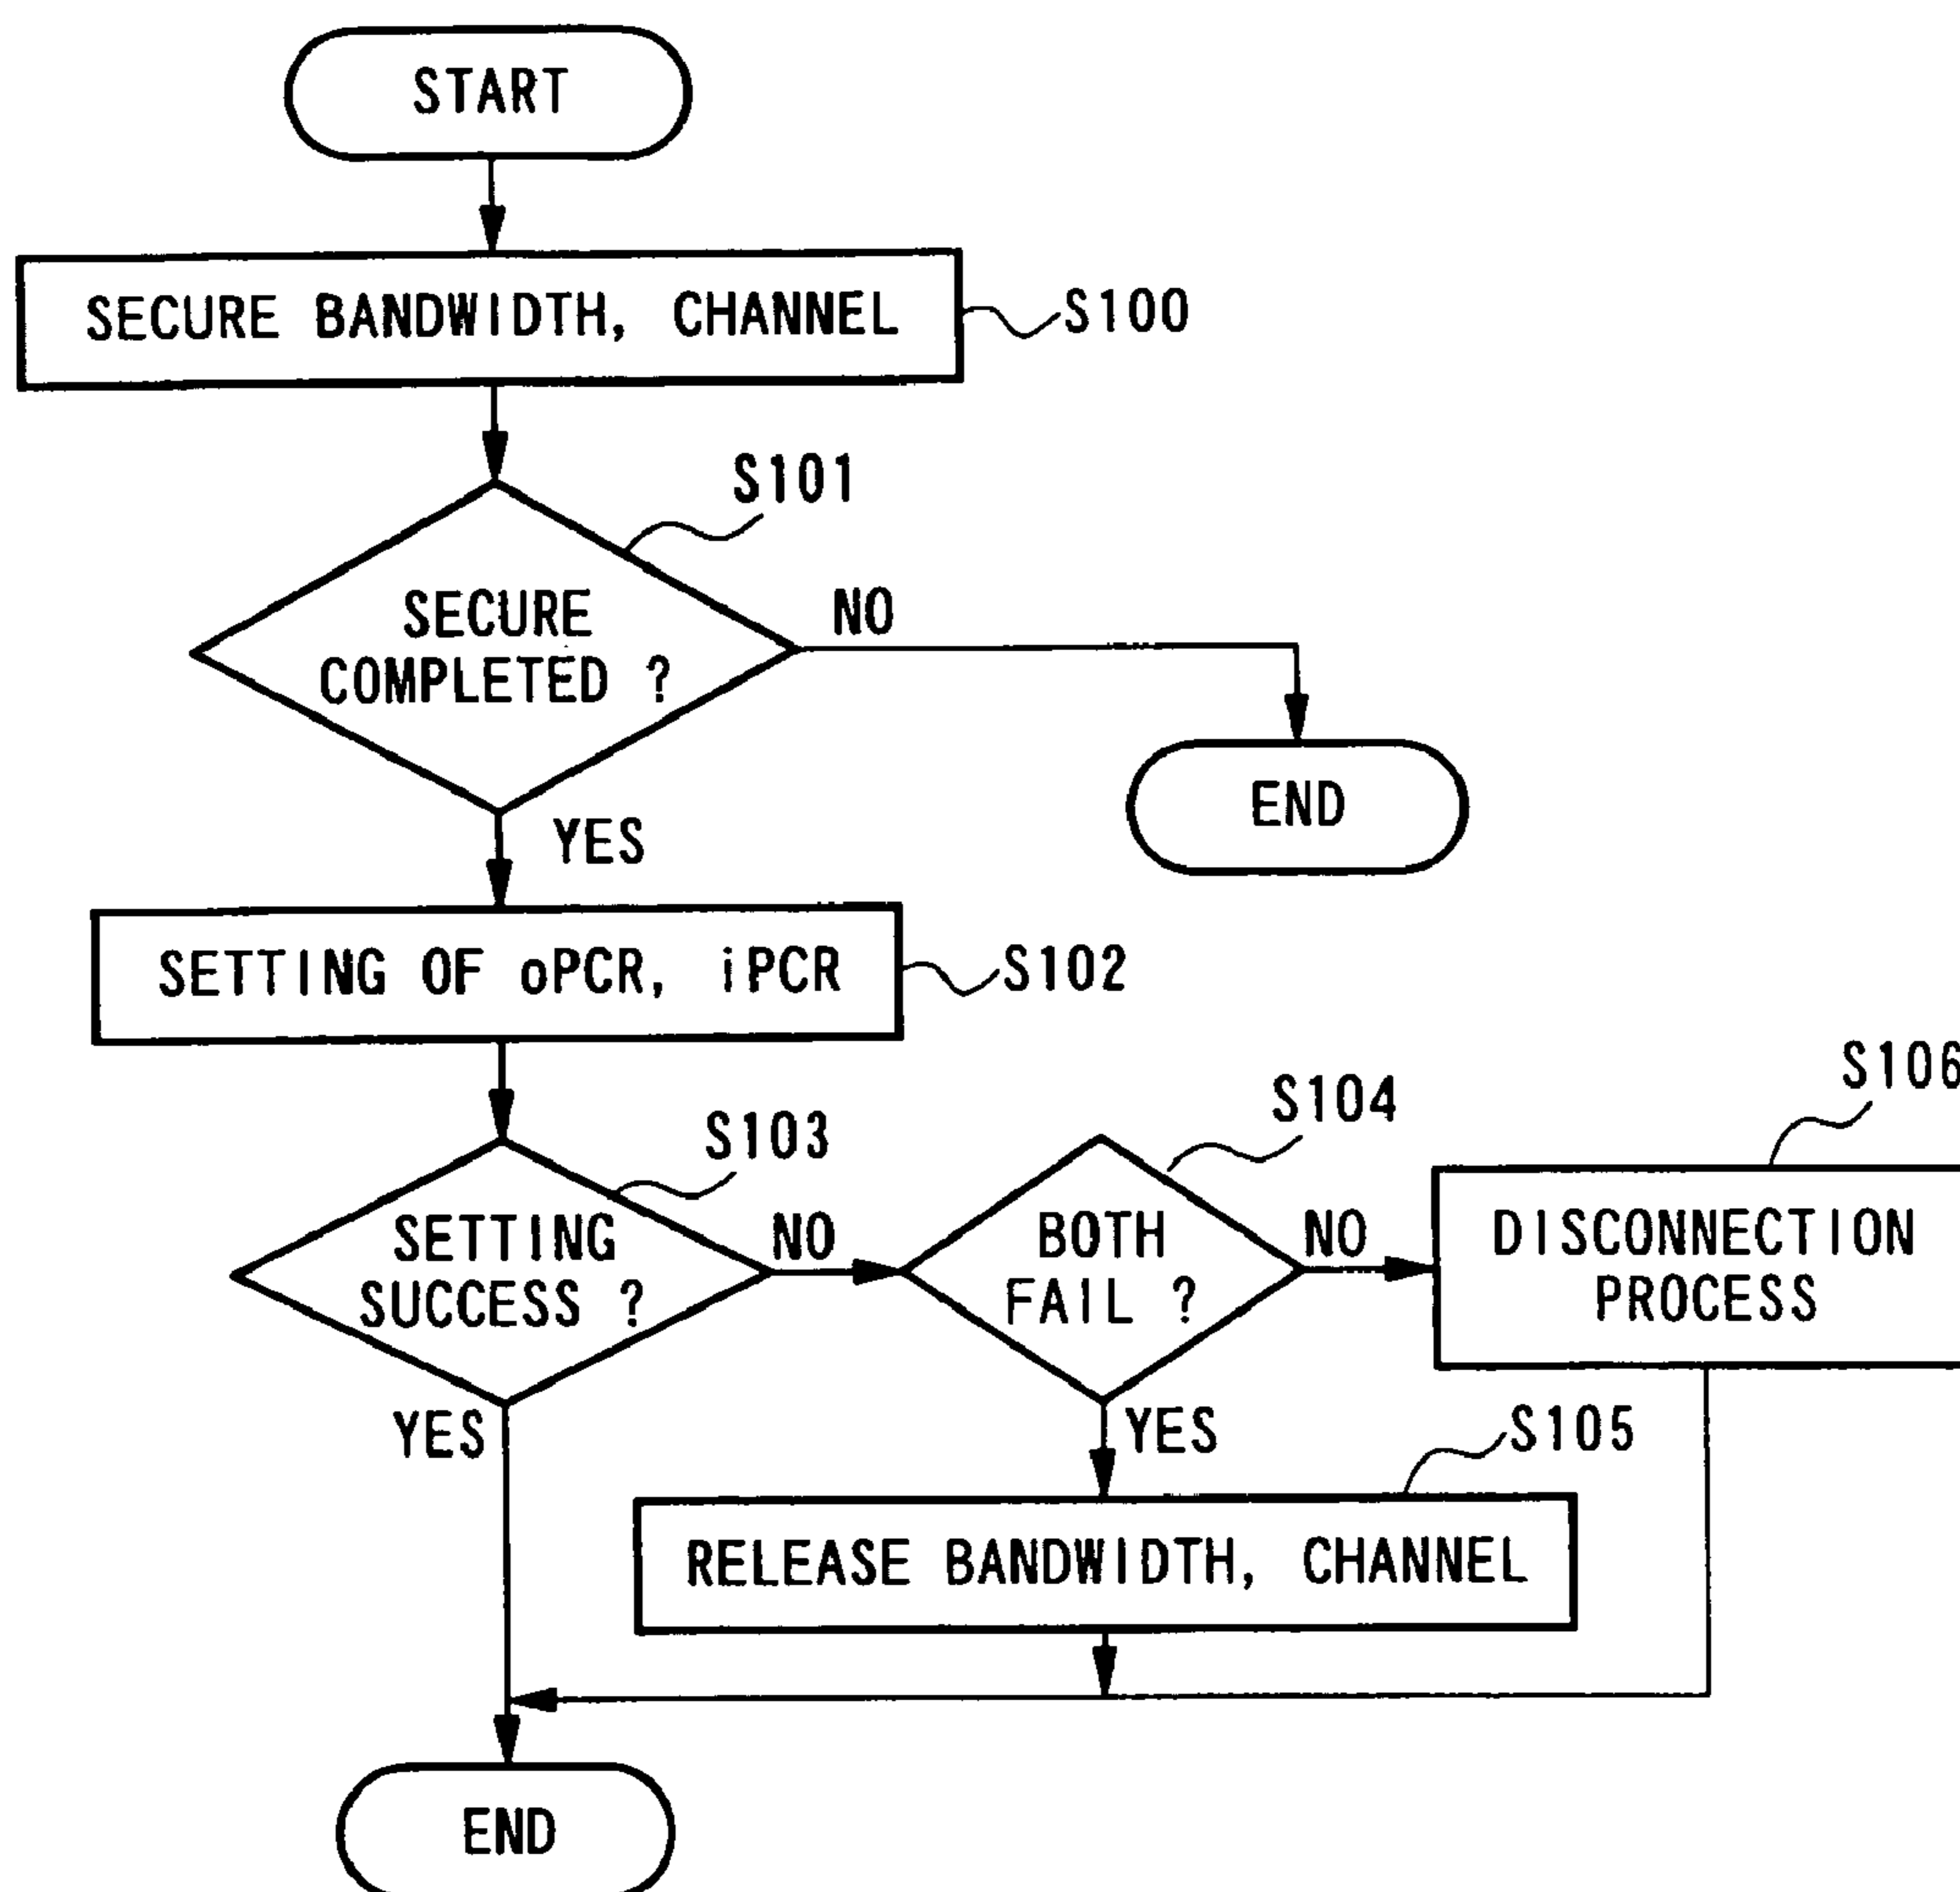 START
SECURE BANDWIDTH, CHANNEL
S100
S101
SECURE
COMPLETED ?
NO
END
YES
SETTING OF oPCR, iPCR
S102
S103
SETTING
SUCCESS ?
NO
YES
S104
BOTH
FAIL ?
NO
YES
S106
DISCONNECTION
PROCESS
S105
RELEASE BANDWIDTH, CHANNEL
END